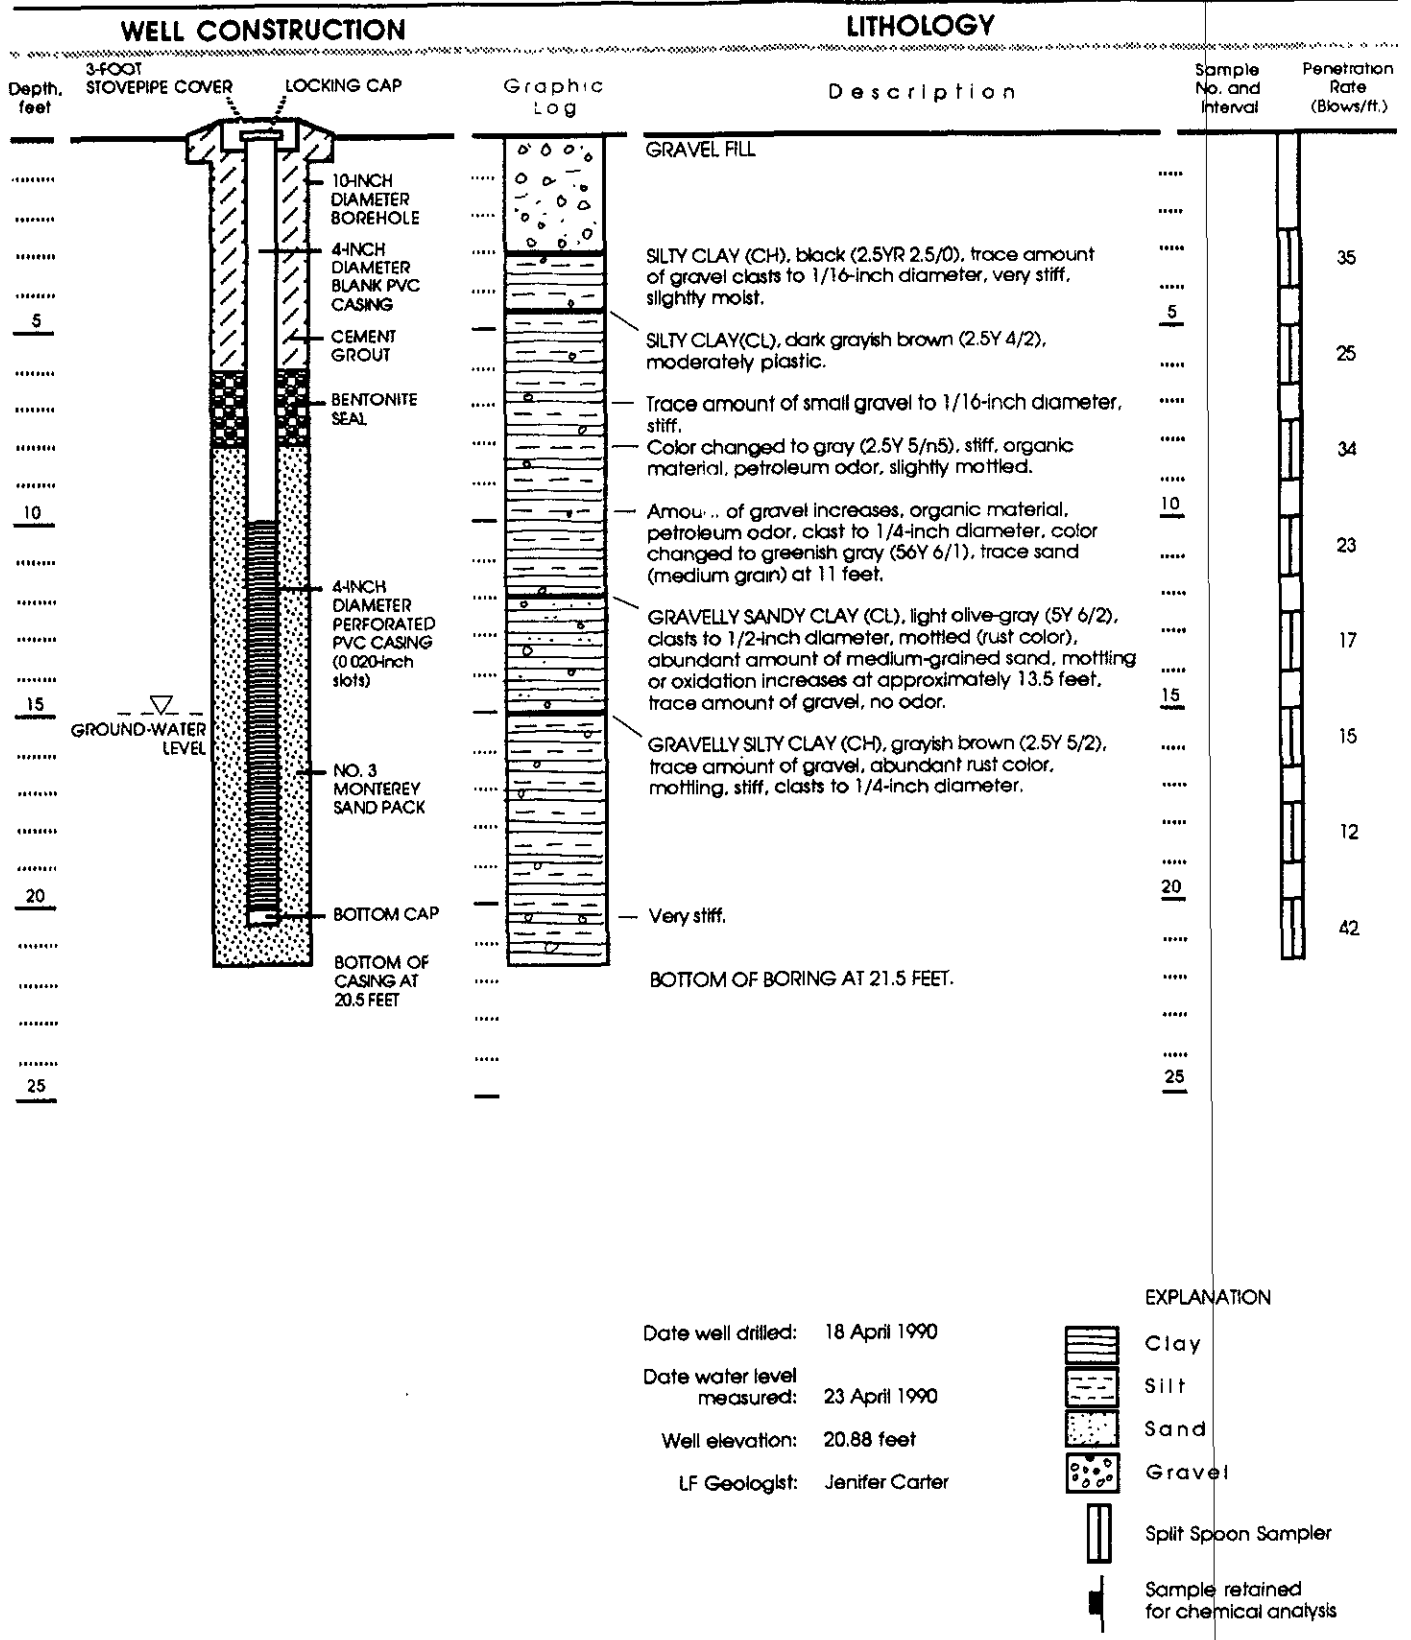 WELL CONSTRUCTION
LITHOLOGY
Depth, feet
3-FOOT
STOVEPIPE COVER
LOCKING CAP
Graphic
Log
Description
Sample
No. and
Interval
Penetration
Rate
(Blows/ft.)
10-INCH
DIAMETER
BOREHOLE
4-INCH
DIAMETER
BLANK PVC
CASING
CEMENT
GROUT
BENTONITE
SEAL
4-INCH
DIAMETER
PERFORATED
PVC CASING
(0 020-inch
slots)
GROUND-WATER
LEVEL
NO. 3
MONTEREY
SAND PACK
BOTTOM CAP
BOTTOM OF
CASING AT
20.5 FEET
5
10
15
20
25
GRAVEL FILL
SILTY CLAY (CH), black (2.5YR 2.5/0), trace amount
of gravel clasts to 1/16-inch diameter, very stiff,
slightly moist.
SILTY CLAY(CL), dark grayish brown (2.5Y 4/2),
moderately plastic.
Trace amount of small gravel to 1/16-inch diameter,
stiff.
Color changed to gray (2.5Y 5/n5), stiff, organic
material, petroleum odor, slightly mottled.
of gravel increases, organic material,
petroleum odor, clast to 1/4-inch diameter, color
changed to greenish gray (56Y 6/1), trace sand
(medium grain) at 11 feet.
GRAVELLY SANDY CLAY (CL), light olive-gray (5Y 6/2),
clasts to 1/2-inch diameter, mottled (rust color),
abundant amount of medium-grained sand, mottling
or oxidation increases at approximately 13.5 feet,
trace amount of gravel, no odor.
GRAVELLY SILTY CLAY (CH), grayish brown (2.5Y 5/2),
trace amount of gravel, abundant rust color,
mottling, stiff, clasts to 1/4-inch diameter.
Very stiff.
BOTTOM OF BORING AT 21.5 FEET.
5
10
15
20
25
35
25
34
23
17
15
12
42
Date well drilled: 18 April 1990
Date water level
measured: 23 April 1990
Well elevation: 20.88 feet
LF Geologist: Jenifer Carter
EXPLANATION
Clay
Silt
Sand
Gravel
Split Spoon Sampler
Sample retained
for chemical analysis